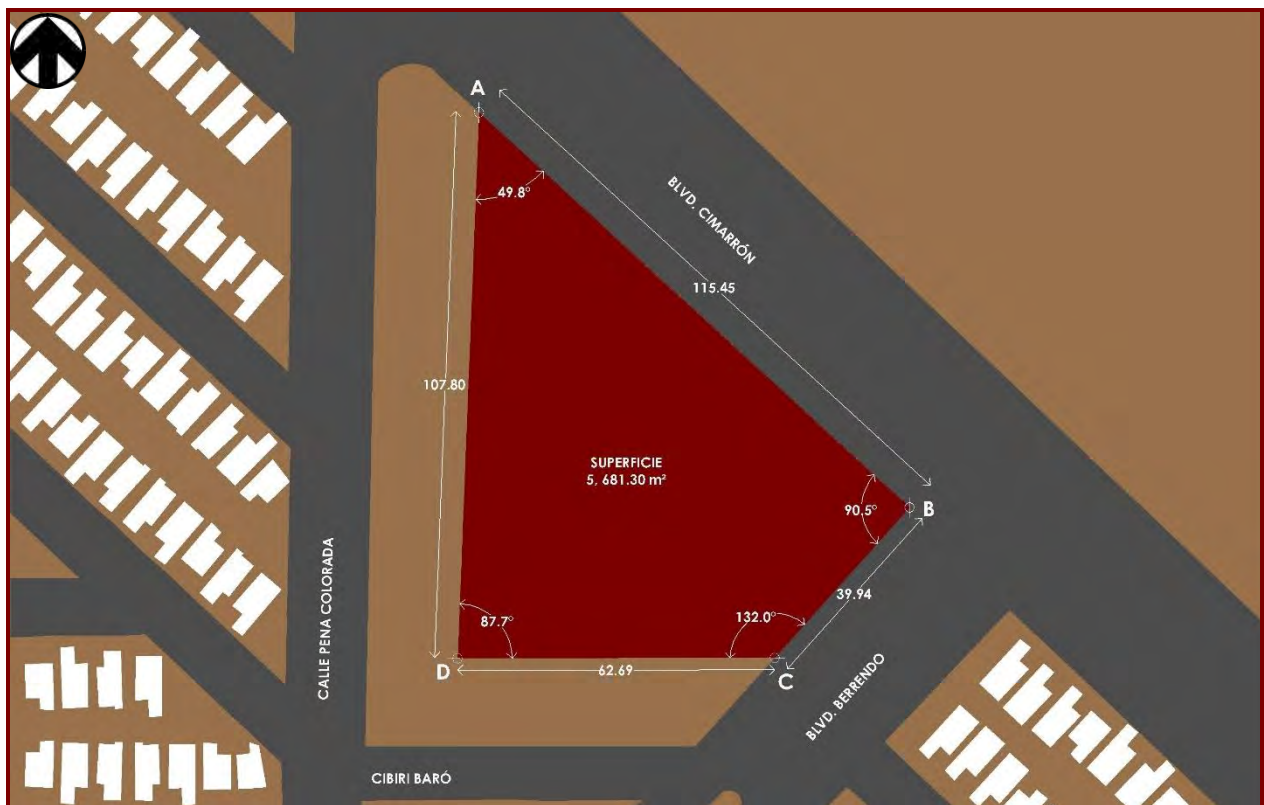 A
49.8°
BLVD. CIMARRÓN
115.45
107.80
SUPERFICIE
5, 681.30 m²
90.5°
B
39.94
132.0°
87.7°
D
62.69
C
CALLE PENA COLORADA
BLVD. BERRENDO
CIBIRI BARÓ